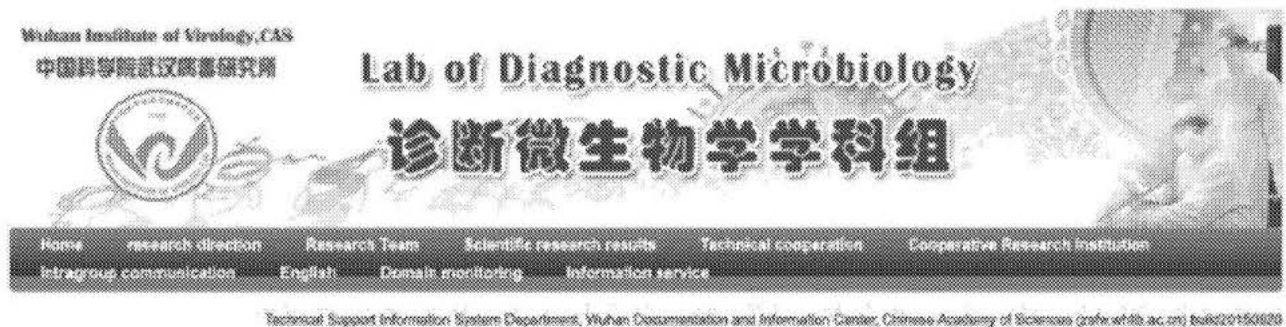 Wuhan Institute of Virology,CAS
中国科学院武汉病毒研究所
Lab of Diagnostic Microbiology
诊断微生物学学科组
Home research direction Research Team Scientific research results Technical cooperation Cooperative Research Institution
Intragroup communication English Domain monitoring Information service
Technical Support Information System Department, Wuhan Documentation and Information Center, Chinese Academy of Sciences